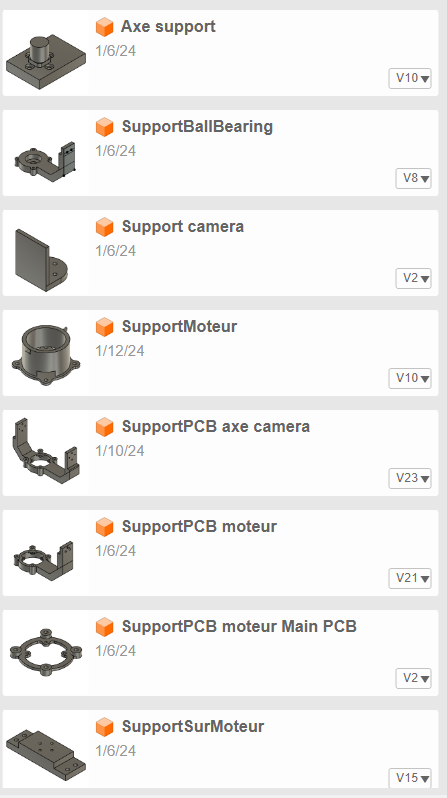 Axe support
1/6/24
V10
SupportBallBearing
1/6/24
V8
Support camera
1/6/24
V2
SupportMoteur
1/12/24
V10
SupportPCB axe camera
1/10/24
V23
SupportPCB moteur
1/6/24
V21
SupportPCB moteur Main PCB
1/6/24
V2
SupportSurMoteur
1/6/24
V15